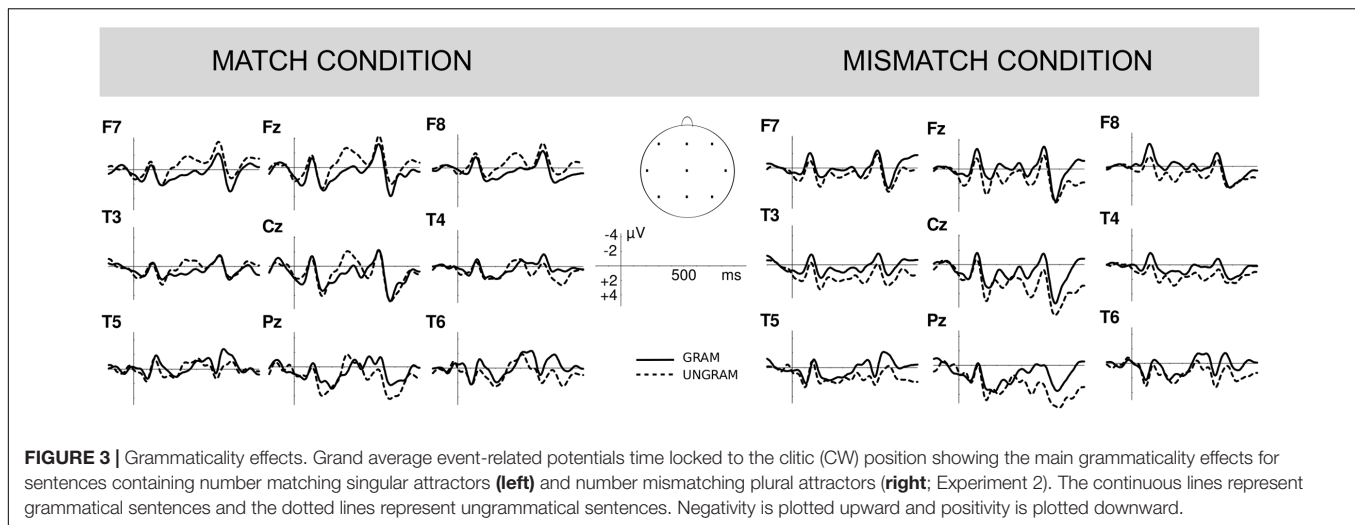 MATCH CONDITION
MISMATCH CONDITION
F7
Fz
F8
T3
Cz
T4
T5
Pz
T6
-4 µV
-2
500 ms
+2
+4
GRAM
UNGRAM
F7
Fz
F8
T3
Cz
T4
T5
Pz
T6
FIGURE 3 | Grammaticality effects. Grand average event-related potentials time locked to the clitic (CW) position showing the main grammaticality effects for
sentences containing number matching singular attractors (left) and number mismatching plural attractors (right; Experiment 2). The continuous lines represent
grammatical sentences and the dotted lines represent ungrammatical sentences. Negativity is plotted upward and positivity is plotted downward.